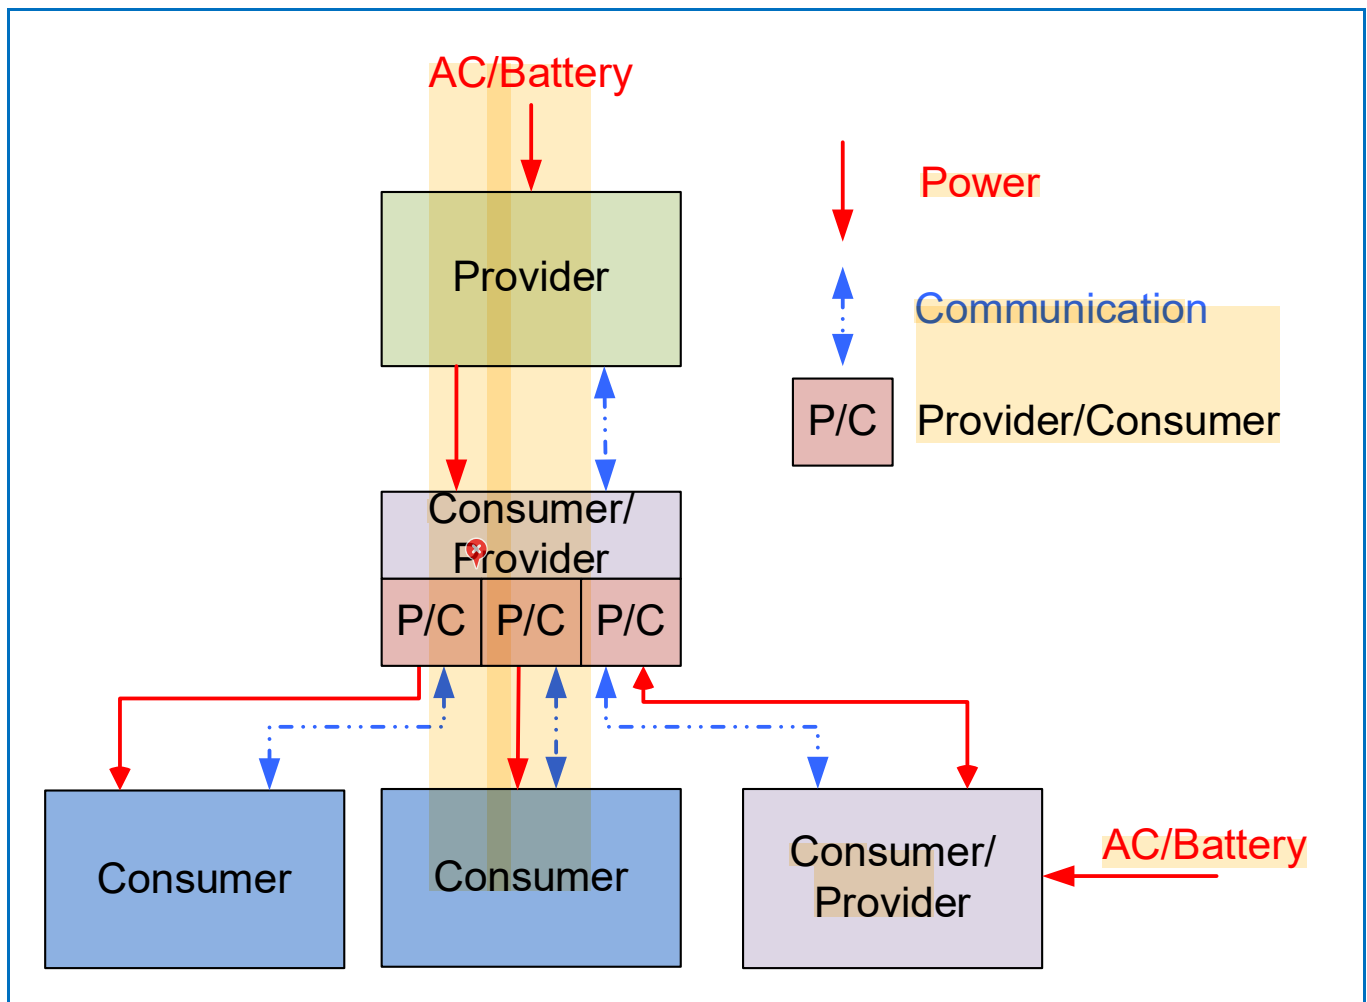 AC/Battery
Power
Provider
Communication
P/C
Provider/Consumer
Consumer/
Provider
P/C
P/C
P/C
Consumer
Consumer
Consumer/
Provider
AC/Battery